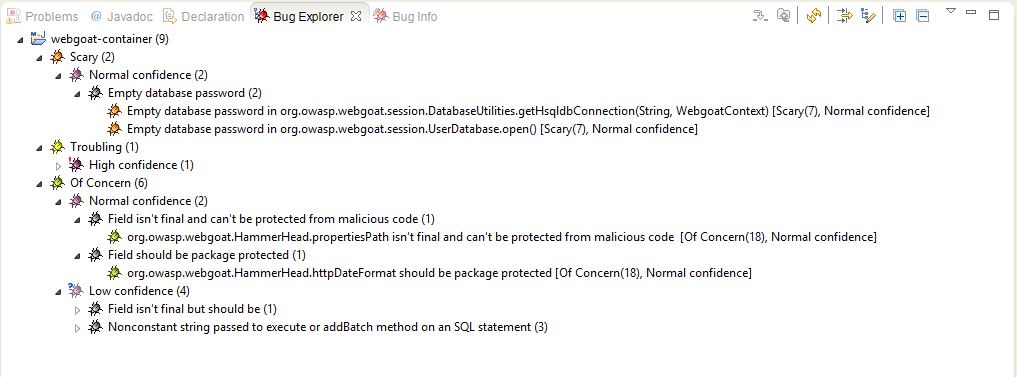 Problems @ Javadoc Declaration Bug Explorer Bug Info
webgoat-container (9)
Scary (2)
Normal confidence (2)
Empty database password (2)
Empty database password in org.owasp.webgoat.session.DatabaseUtilities.getHsqldbConnection(String, WebgoatContext) [Scary(7), Normal confidence]
Empty database password in org.owasp.webgoat.session.UserDatabase.open() [Scary(7), Normal confidence]
Troubling (1)
High confidence (1)
Of Concern (6)
Normal confidence (2)
Field isn't final and can't be protected from malicious code (1)
org.owasp.webgoat.HammerHead.propertiesPath isn't final and can't be protected from malicious code [Of Concern(18), Normal confidence]
Field should be package protected (1)
org.owasp.webgoat.HammerHead.httpDateFormat should be package protected [Of Concern(18), Normal confidence]
Low confidence (4)
Field isn't final but should be (1)
Nonconstant string passed to execute or addBatch method on an SQL statement (3)